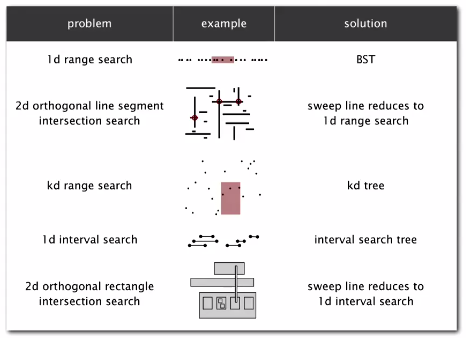 problem example solution
1d range search BST
2d orthogonal line segment
intersection search
sweep line reduces to
1d range search
kd range search kd tree
1d interval search interval search tree
2d orthogonal rectangle
intersection search
sweep line reduces to
1d interval search